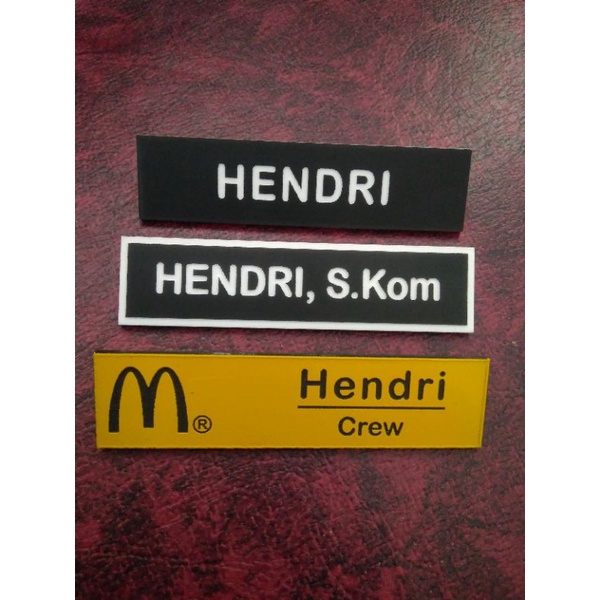 HENDRI
HENDRI, S.Kom
M®
Hendri
Crew